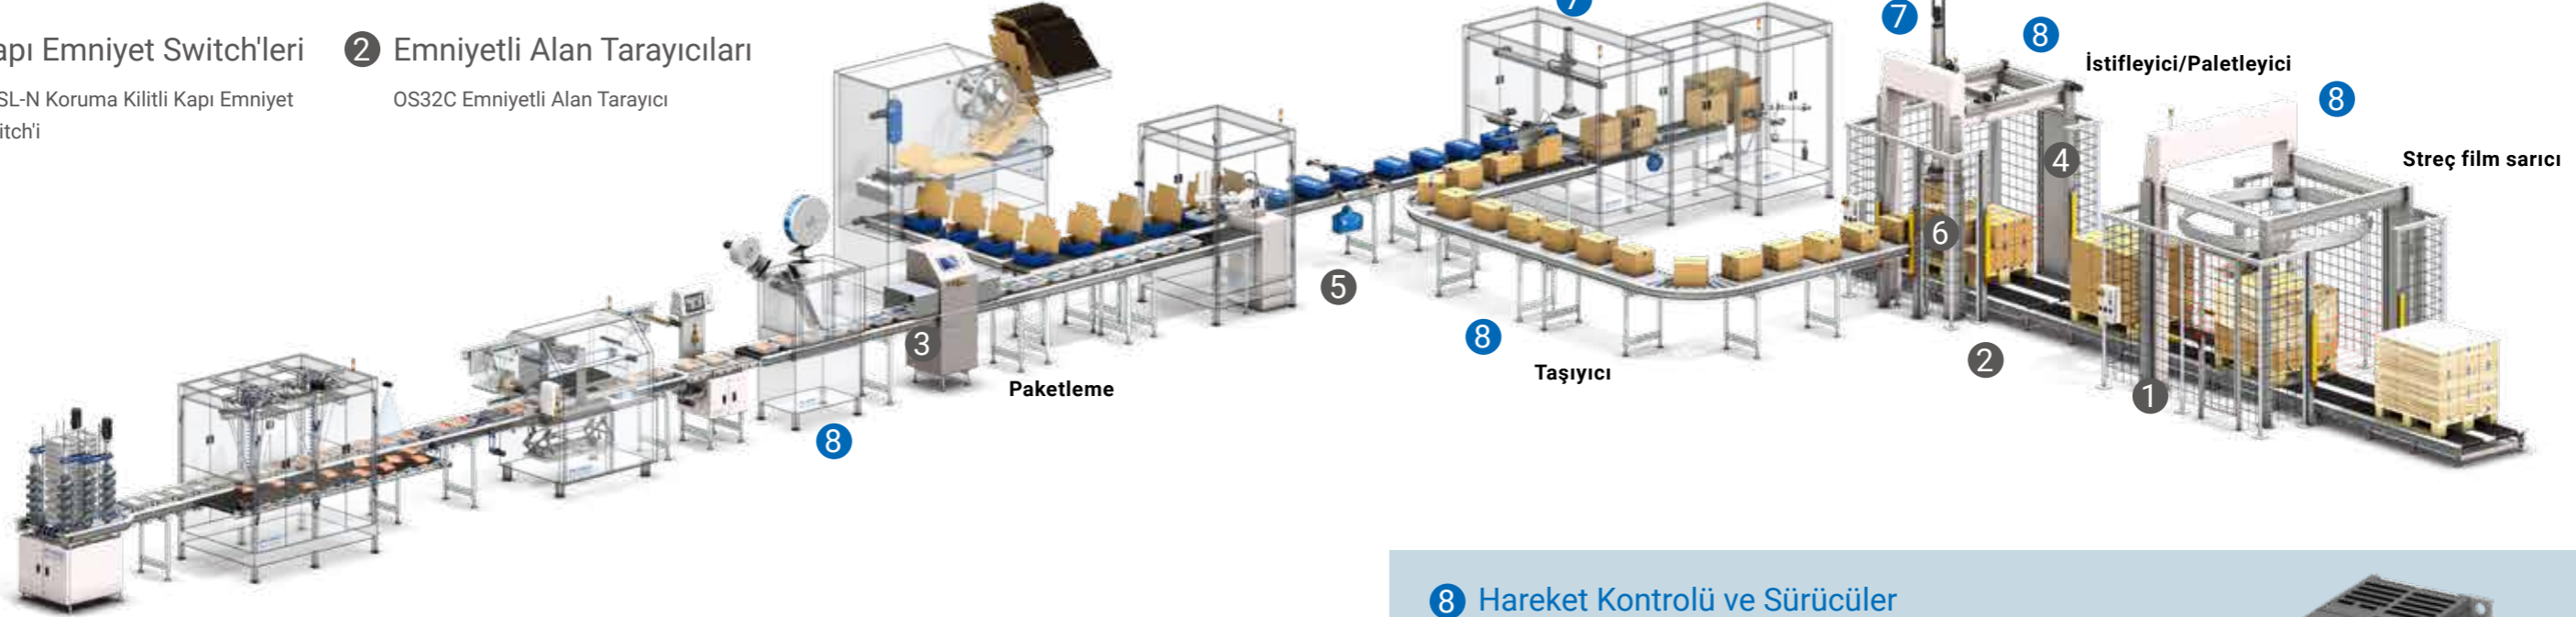 apı Emniyet Switch'leri
SL-N Koruma Kilitli Kapı Emniyet
itch'i
2 Emniyetli Alan Tarayıcıları
OS32C Emniyetli Alan Tarayıcı
7
7
8
İstifleyici/Paletleyici
8
Streç film sarıcı
4
6
5
3
8
Taşıyıcı
2
1
Paketleme
8
8 Hareket Kontrolü ve Sürücüler